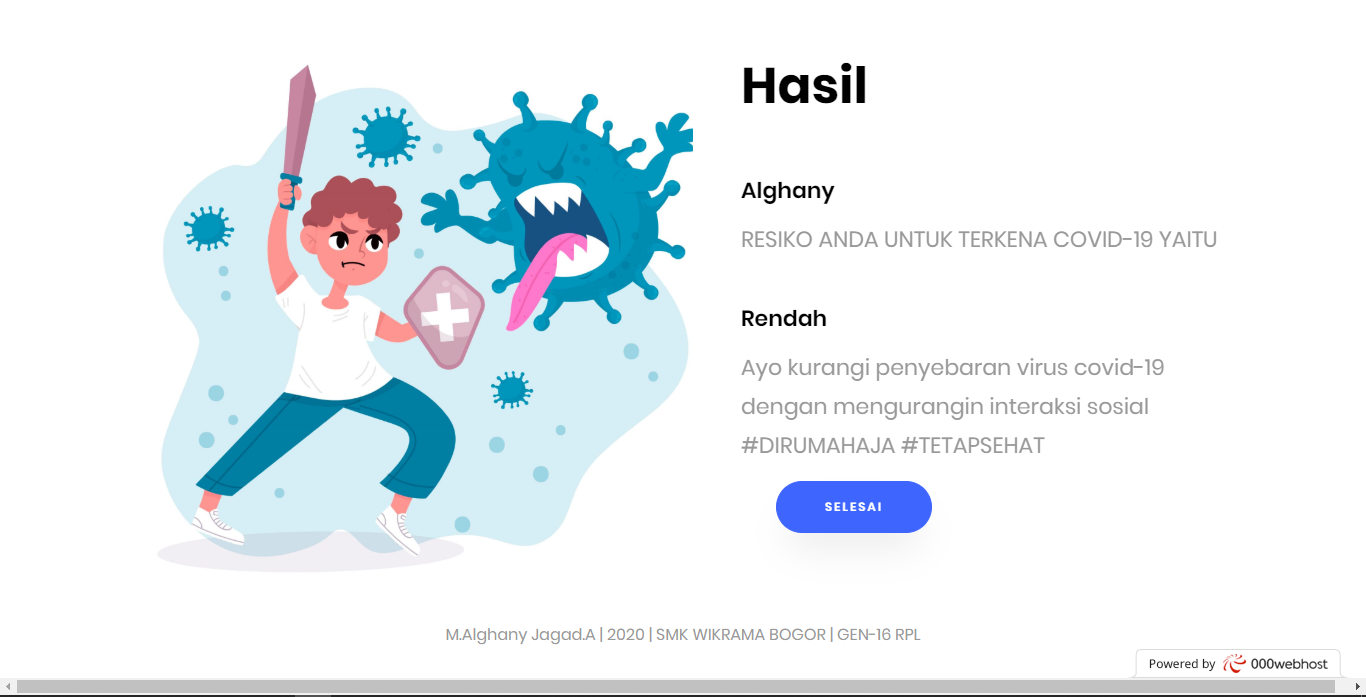 Hasil
Alghany
RESIKO ANDA UNTUK TERKENA COVID-19 YAITU
Rendah
Ayo kurangi penyebaran virus covid-19
dengan mengurangin interaksi sosial
#DIRUMAHAJA #TETAPSEHAT
SELESAI
M.Alghany Jagad.A | 2020 | SMK WIKRAMA BOGOR | GEN-16 RPL
Powered by 000webhost